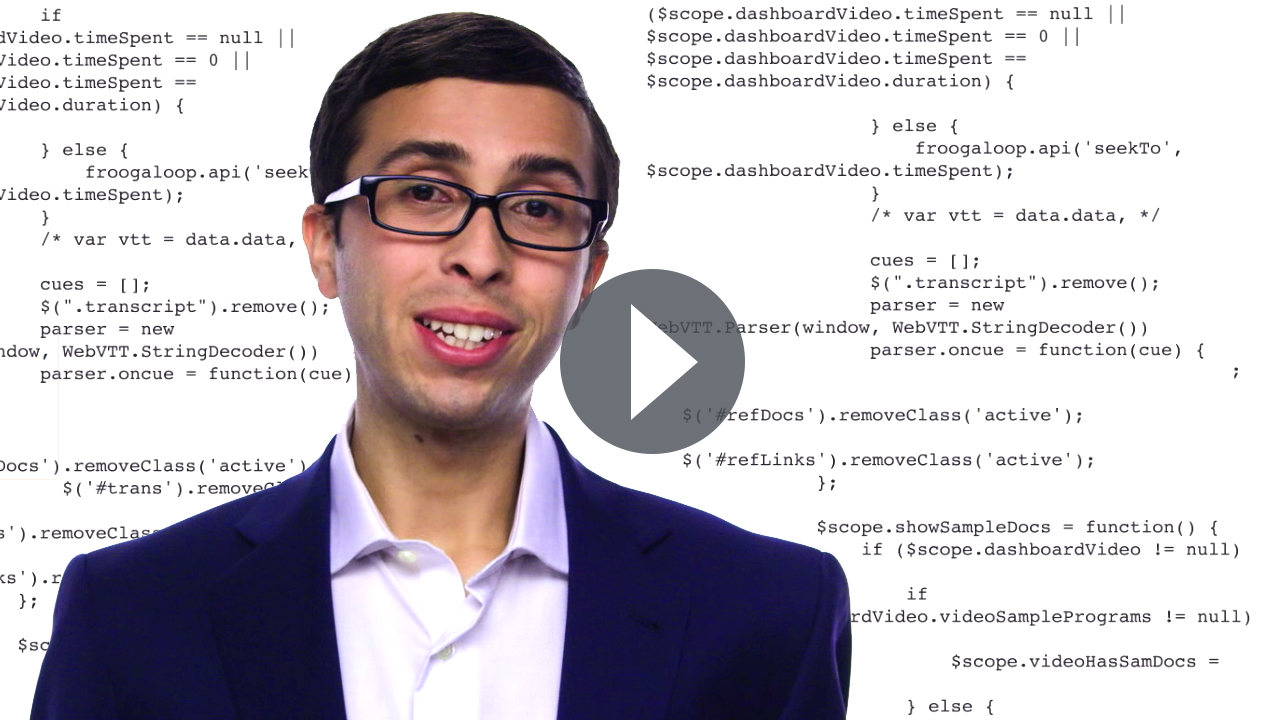 if
dVideo.timeSpent == null ||
Video.timeSpent == 0 ||
Video.timeSpent ==
Video.duration) {
} else {
froogaloop.api('seek
Video.timeSpent);
}
/* var vtt = data.data,
cues = [];
$(".transcript").remove();
parser = new
ndow, WebVTT.StringDecoder())
parser.oncue = function(cue)
Docs').removeClass('active')
$('#trans').removeCl
s').removeClass
ks').r
};
$sc
($scope.dashboardVideo.timeSpent == null ||
$scope.dashboardVideo.timeSpent == 0 ||
$scope.dashboardVideo.timeSpent ==
$scope.dashboardVideo.duration) {
} else {
froogaloop.api('seekTo',
$scope.dashboardVideo.timeSpent);
}
/* var vtt = data.data, */
cues = [];
$(".transcript").remove();
parser = new
WebVTT.Parser(window, WebVTT.StringDecoder())
parser.oncue = function(cue) {
;
$('#refDocs').removeClass('active');
$('#refLinks').removeClass('active');
};
$scope.showSampleDocs = function() {
if ($scope.dashboardVideo != null)
if
rdVideo.videoSamplePrograms != null)
$scope.videoHasSamDocs =
} else {